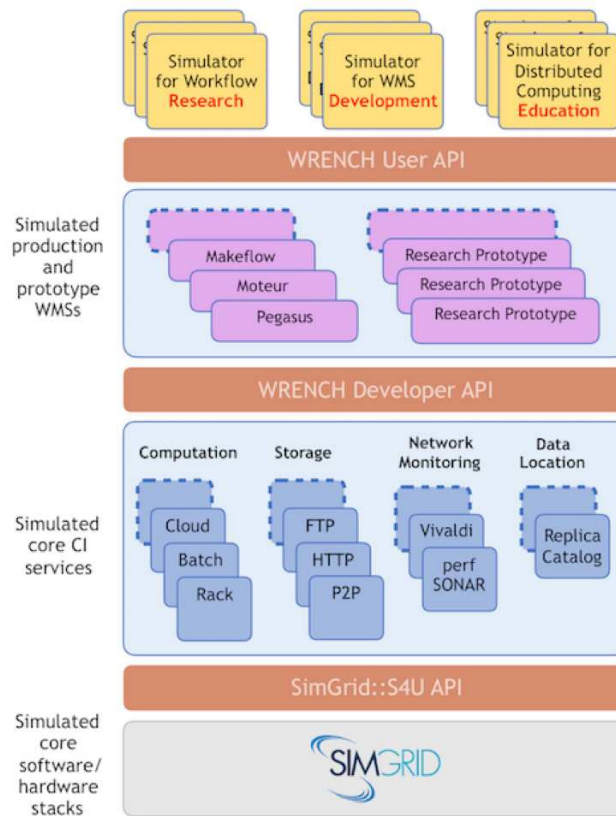 Simulator
for Workflow
Research
Simulator
for WMS
Development
Simulator for
Distributed
Computing
Education
WRENCH User API
Simulated
production
and
prototype
WMSs
Makeflow
Moteur
Pegasus
Research Prototype
Research Prototype
Research Prototype
WRENCH Developer API
Simulated
core CI
services
Computation
Cloud
Batch
Rack
Storage
FTP
HTTP
P2P
Network
Monitoring
Vivaldi
perf
SONAR
Data
Location
Replica
Catalog
SimGrid::S4U API
Simulated
core
software/
hardware
stacks
SIMGRID